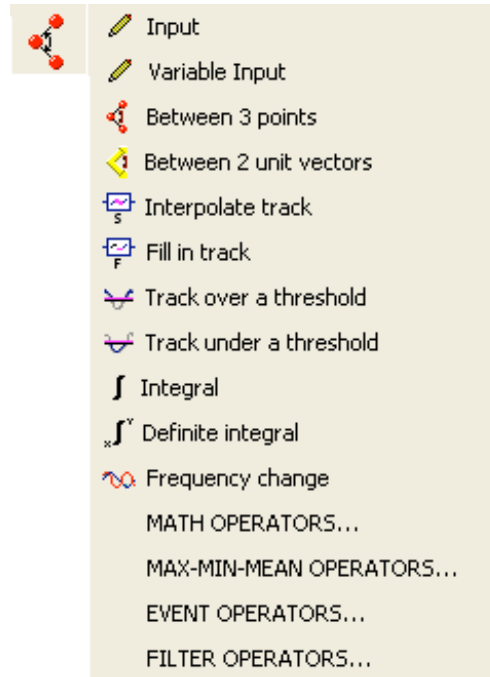 Input
Variable Input
Between 3 points
Between 2 unit vectors
S Interpolate track
F Fill in track
Track over a threshold
Track under a threshold
∫ Integral
x∫Y Definite integral
Frequency change
MATH OPERATORS...
MAX-MIN-MEAN OPERATORS...
EVENT OPERATORS...
FILTER OPERATORS...